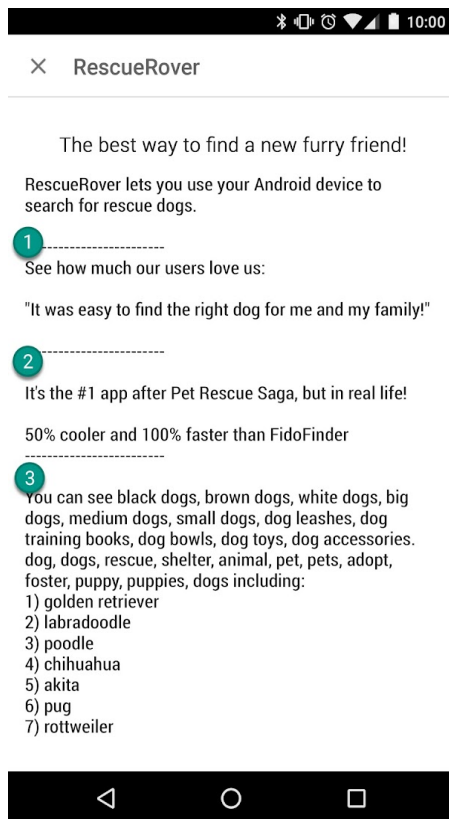 10:00
RescueRover
The best way to find a new furry friend!
RescueRover lets you use your Android device to
search for rescue dogs.
1
-----------------------
See how much our users love us:
"It was easy to find the right dog for me and my family!"
-----------------------
2
It's the #1 app after Pet Rescue Saga, but in real life!
50% cooler and 100% faster than FidoFinder
-------------------------
3
You can see black dogs, brown dogs, white dogs, big
dogs, medium dogs, small dogs, dog leashes, dog
training books, dog bowls, dog toys, dog accessories.
dog, dogs, rescue, shelter, animal, pet, pets, adopt,
foster, puppy, puppies, dogs including:
1) golden retriever
2) labradoodle
3) poodle
4) chihuahua
5) akita
6) pug
7) rottweiler